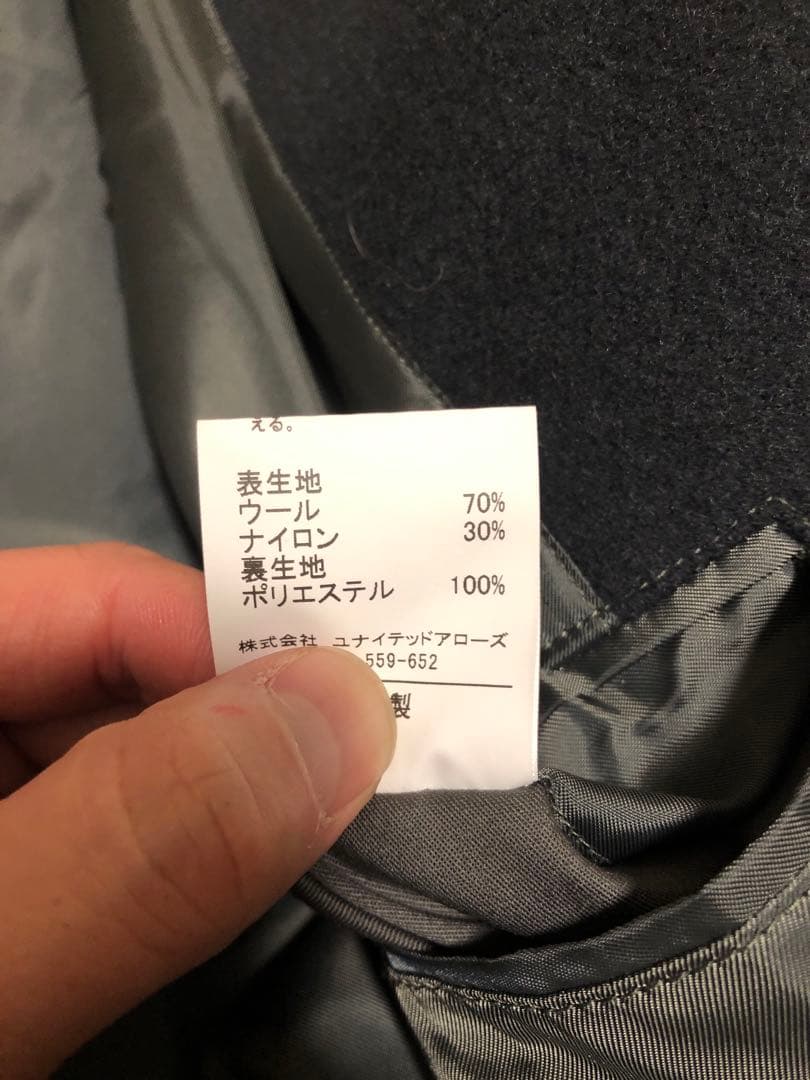 える。
表生地
ウール 70%
ナイロン 30%
裏生地
ポリエステル 100%
株式会社 ユナイテッドアローズ
559-652
製